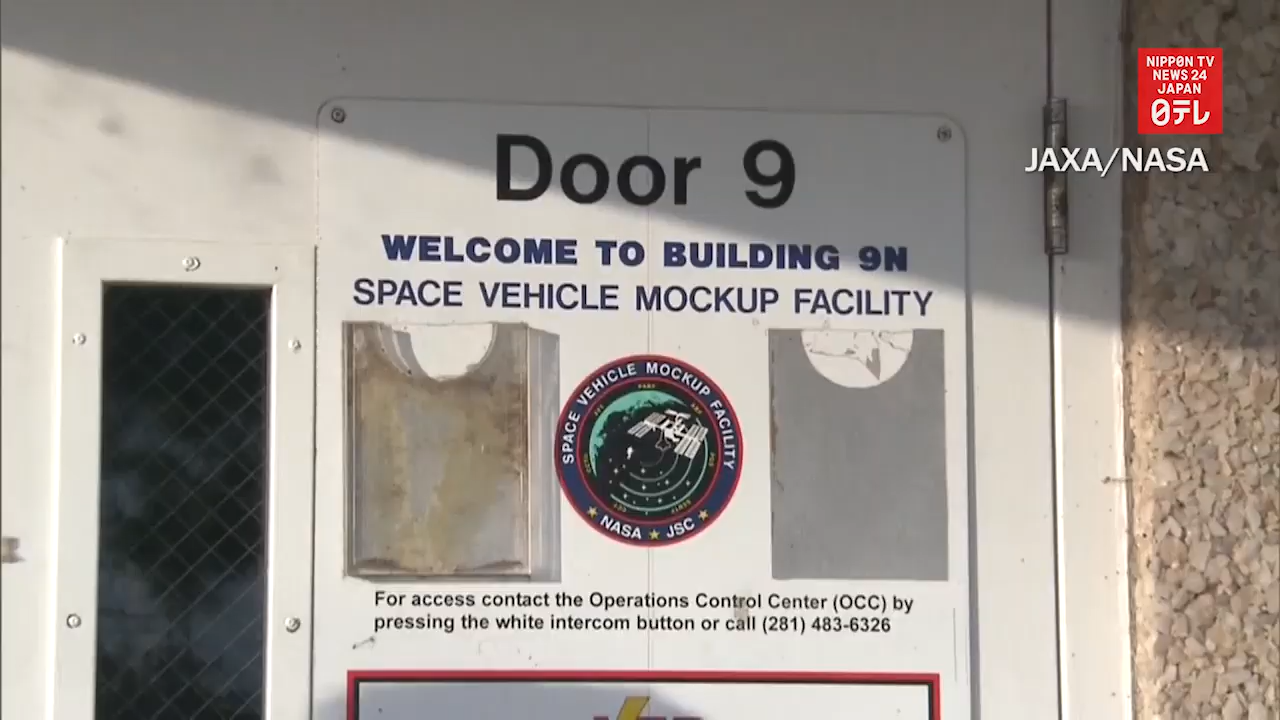 NIPPON TV
NEWS 24
JAPAN
日テレ
JAXA/NASA
Door 9
WELCOME TO BUILDING 9N
SPACE VEHICLE MOCKUP FACILITY
SPACE VEHICLE MOCKUP FACILITY
NASA ★ JSC
For access contact the Operations Control Center (OCC) by
pressing the white intercom button or call (281) 483-6326